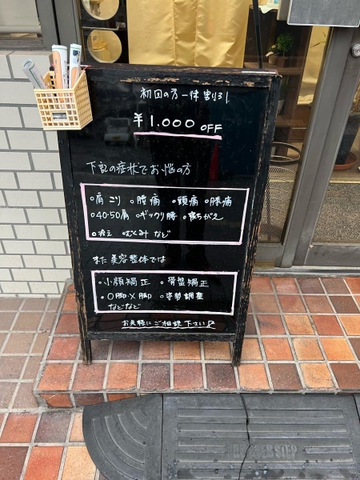 初回の方一律割引!
¥1.000 OFF
下記の症状でお悩の方
•肩こり •腰痛 •頭痛 •膝痛
•40•50肩 •ギックリ腰 •寝ちがえ
•冷え むくみ など
また 美容整体では
•小顔矯正 •骨盤矯正
•O脚•X脚 •姿勢調整
などなど
お気軽にご相談下さい♪